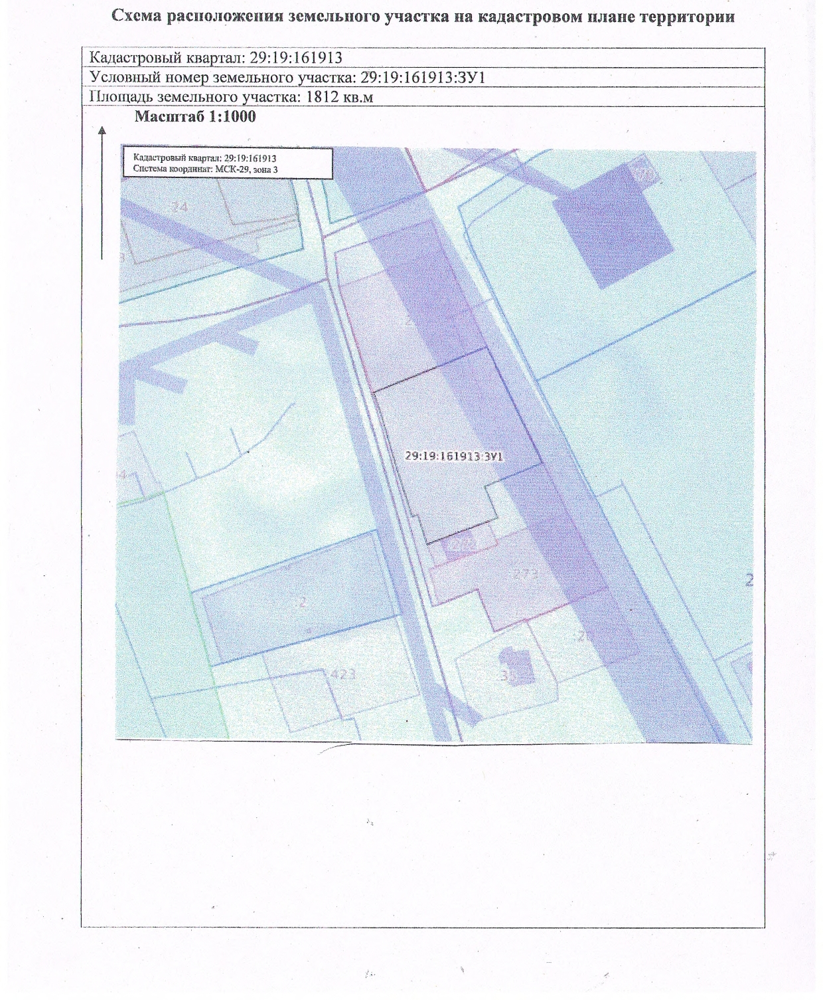 Схема расположения земельного участка на кадастровом плане территории
Кадастровый квартал: 29:19:161913
Условный номер земельного участка: 29:19:161913:ЗУ1
Площадь земельного участка: 1812 кв.м
Масштаб 1:1000
Кадастровый квартал: 29:19:161913
Система координат: МСК-29, зона 3
24
29:19:161913:ЗУ1
273
2
:2
423